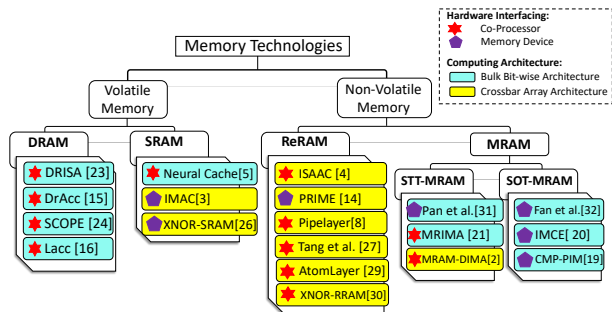 Hardware Interfacing:
Co-Processor
Memory Device
Computing Architecture:
Bulk Bit-wise Architecture
Crossbar Array Architecture
Memory Technologies
Volatile
Memory
Non-Volatile
Memory
DRAM
SRAM
ReRAM
MRAM
STT-MRAM
SOT-MRAM
DRISA [23]
DrAcc [15]
SCOPE [24]
Lacc [16]
Neural Cache[5]
IMAC[3]
XNOR-SRAM[26]
ISAAC [4]
PRIME [14]
Pipelayer[8]
Tang et al. [27]
AtomLayer [29]
XNOR-RRAM[30]
Pan et al.[31]
MRIMA [21]
MRAM-DIMA[2]
Fan et al.[32]
IMCE[ 20]
CMP-PIM[19]